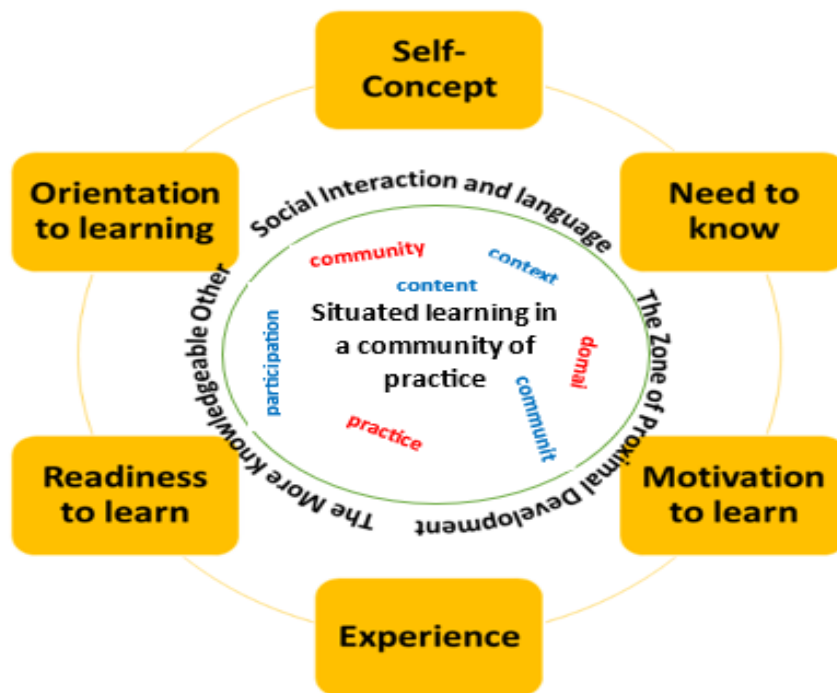 Self-
Concept
Orientation
to learning
Need to
know
Social Interaction and language
The Zone of Proximal Development
The More Knowledgeable Other
community
context
content
Situated learning in
a community of
practice
participation
domai
communit
practice
Readiness
to learn
Motivation
to learn
Experience